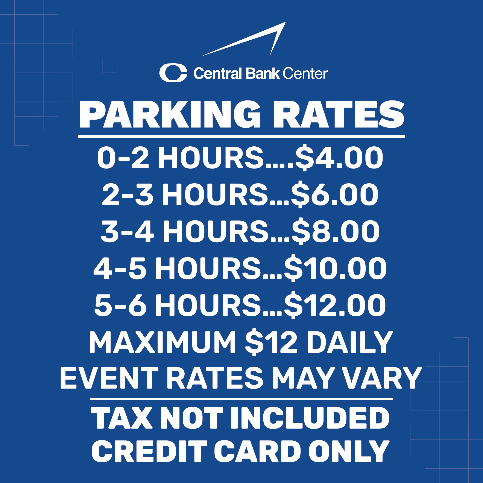 Central Bank Center
PARKING RATES
0-2 HOURS....$4.00
2-3 HOURS...$6.00
3-4 HOURS...$8.00
4-5 HOURS...$10.00
5-6 HOURS...$12.00
MAXIMUM $12 DAILY
EVENT RATES MAY VARY
TAX NOT INCLUDED
CREDIT CARD ONLY